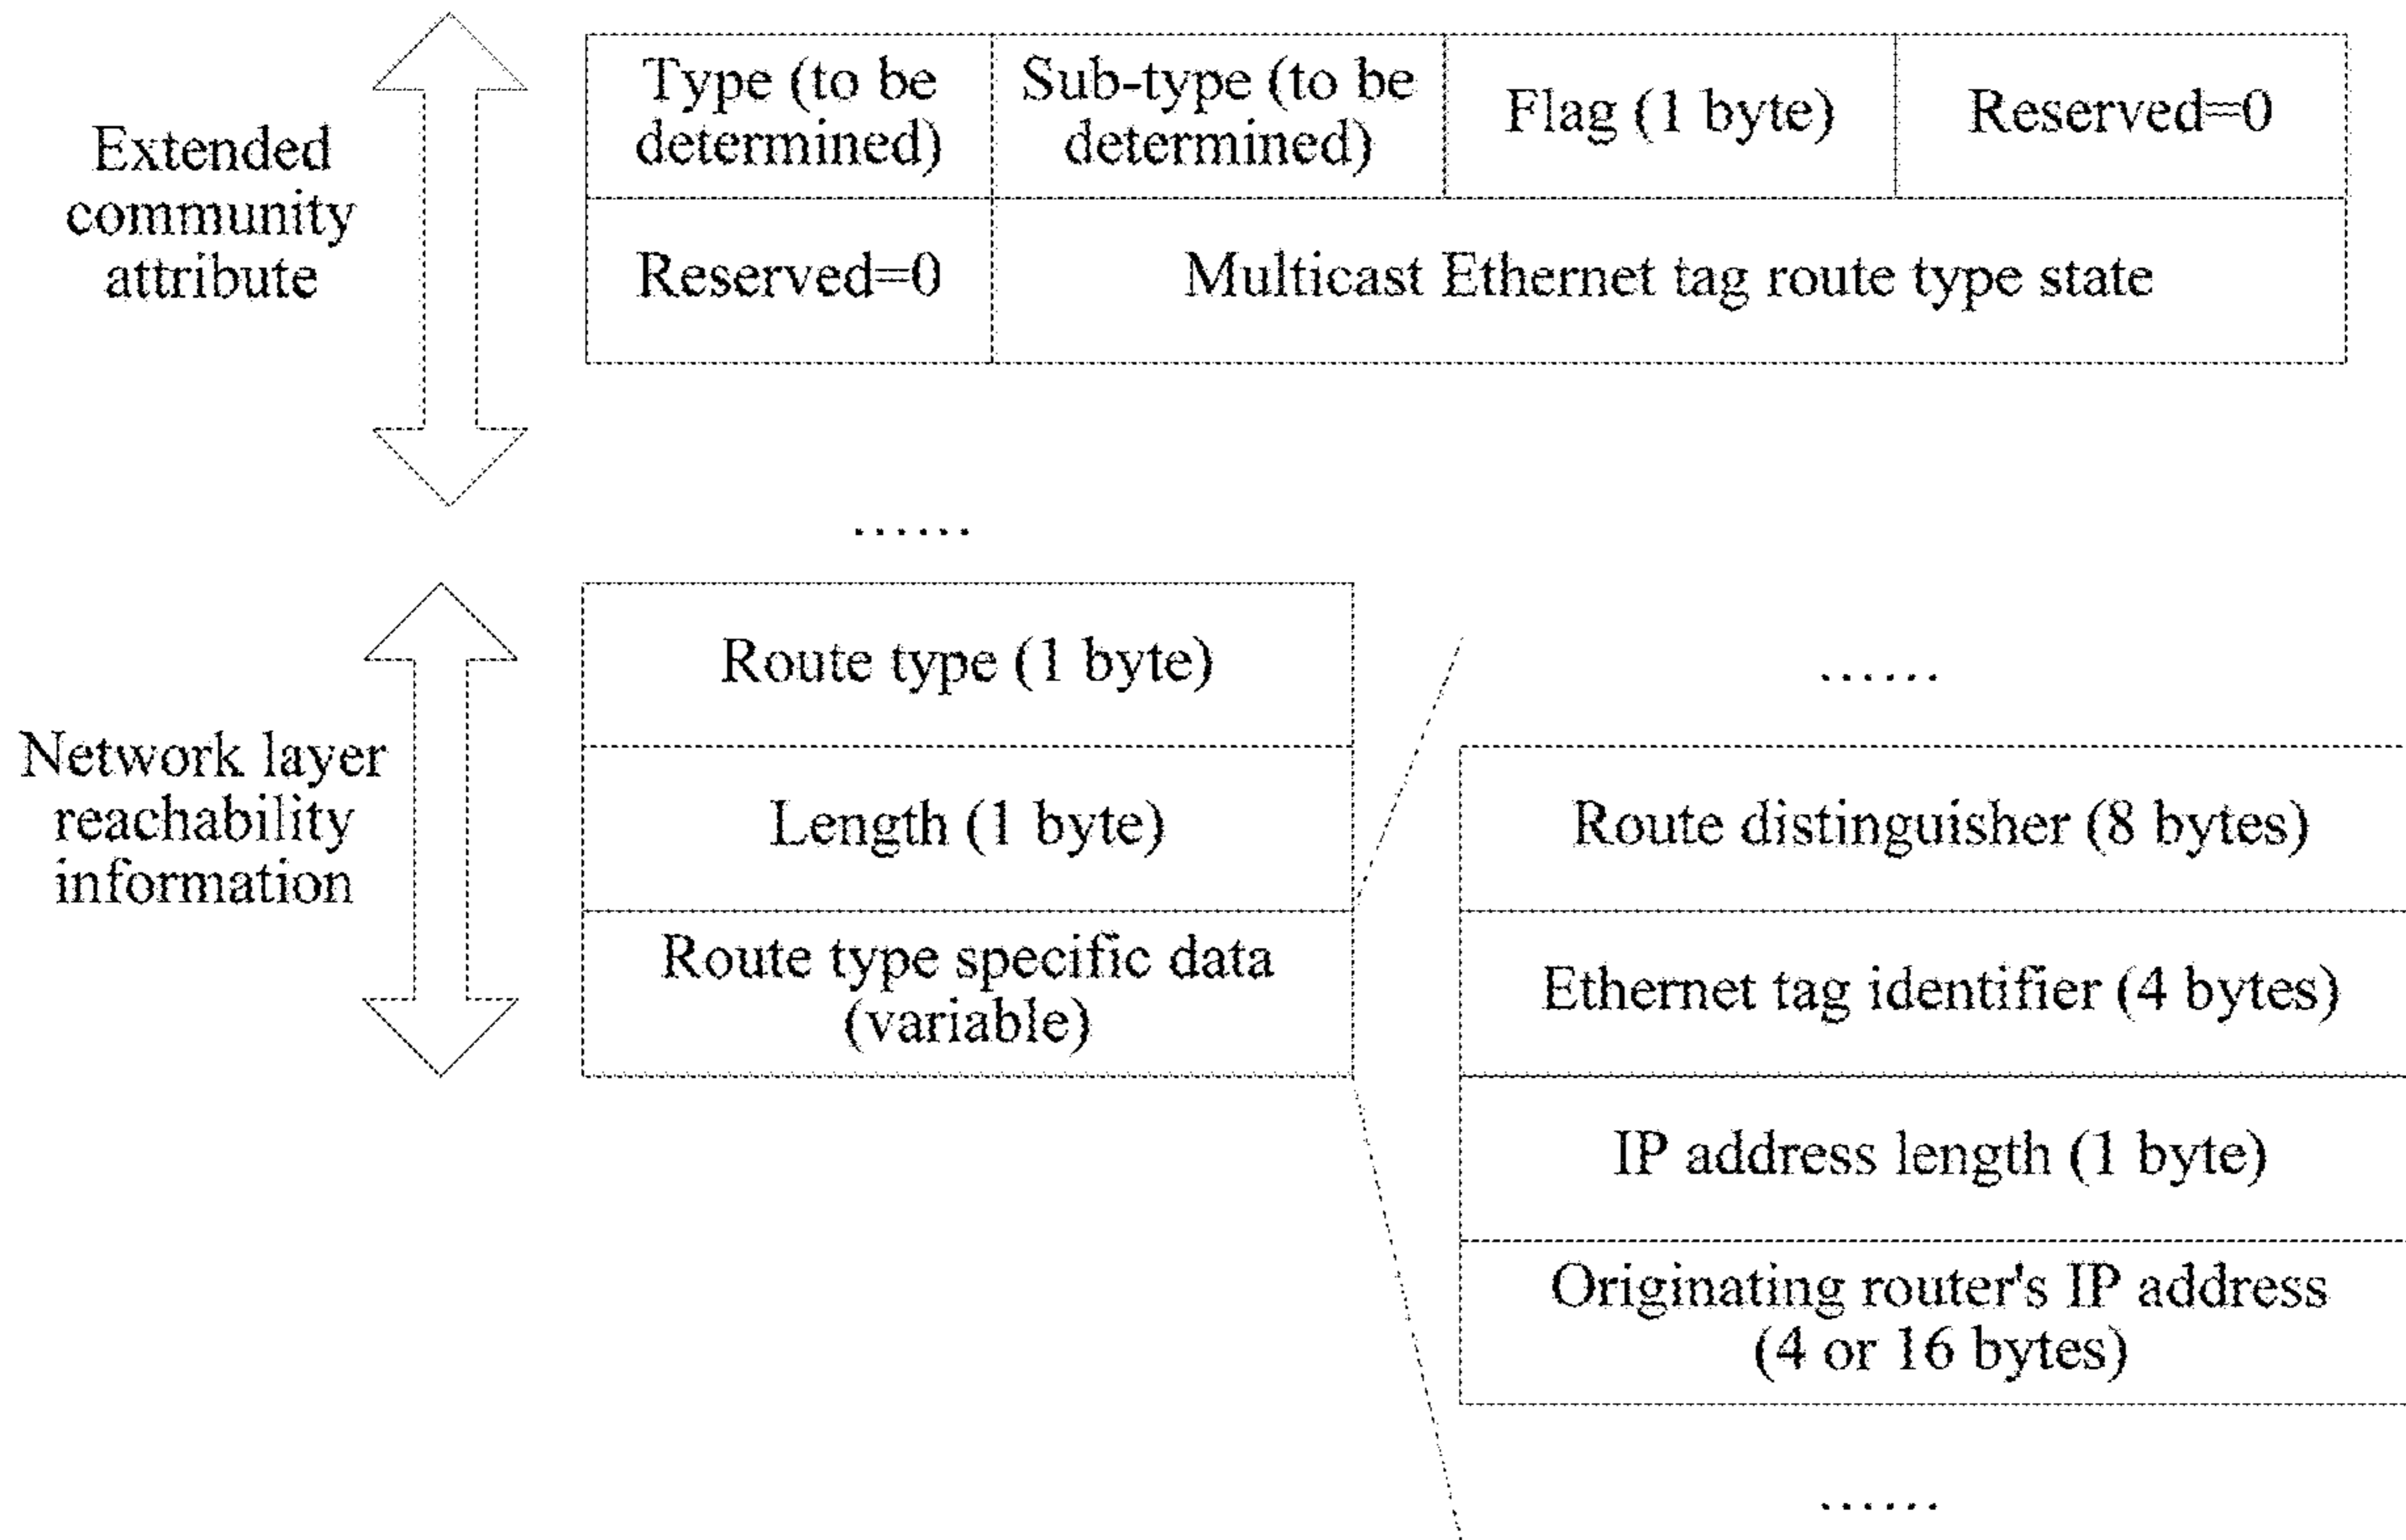 Extended
community
attribute
Type (to be
determined)
Sub-type (to be
determined)
Flag (1 byte)
Reserved=0
Reserved=0
Multicast Ethernet tag route type state
......
Network layer
reachability
information
Route type (1 byte)
Length (1 byte)
Route type specific data
(variable)
......
Route distinguisher (8 bytes)
Ethernet tag identifier (4 bytes)
IP address length (1 byte)
Originating router's IP address
(4 or 16 bytes)
......